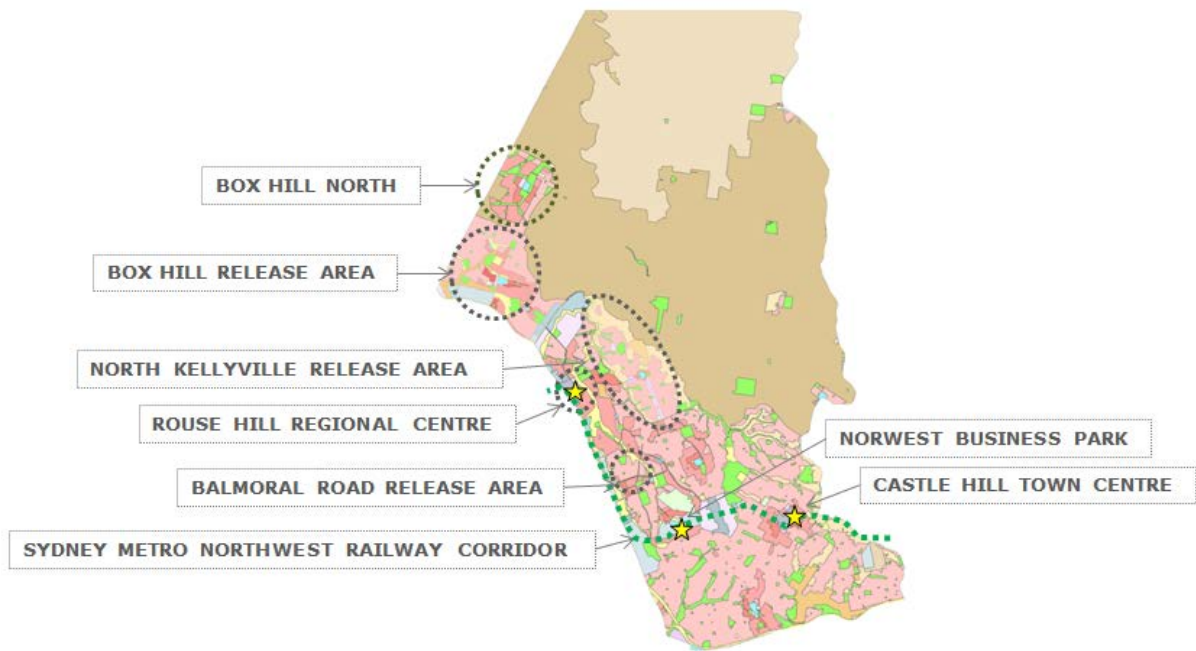 BOX HILL NORTH
BOX HILL RELEASE AREA
NORTH KELLYVILLE RELEASE AREA
ROUSE HILL REGIONAL CENTRE
NORWEST BUSINESS PARK
BALMORAL ROAD RELEASE AREA
CASTLE HILL TOWN CENTRE
SYDNEY METRO NORTHWEST RAILWAY CORRIDOR